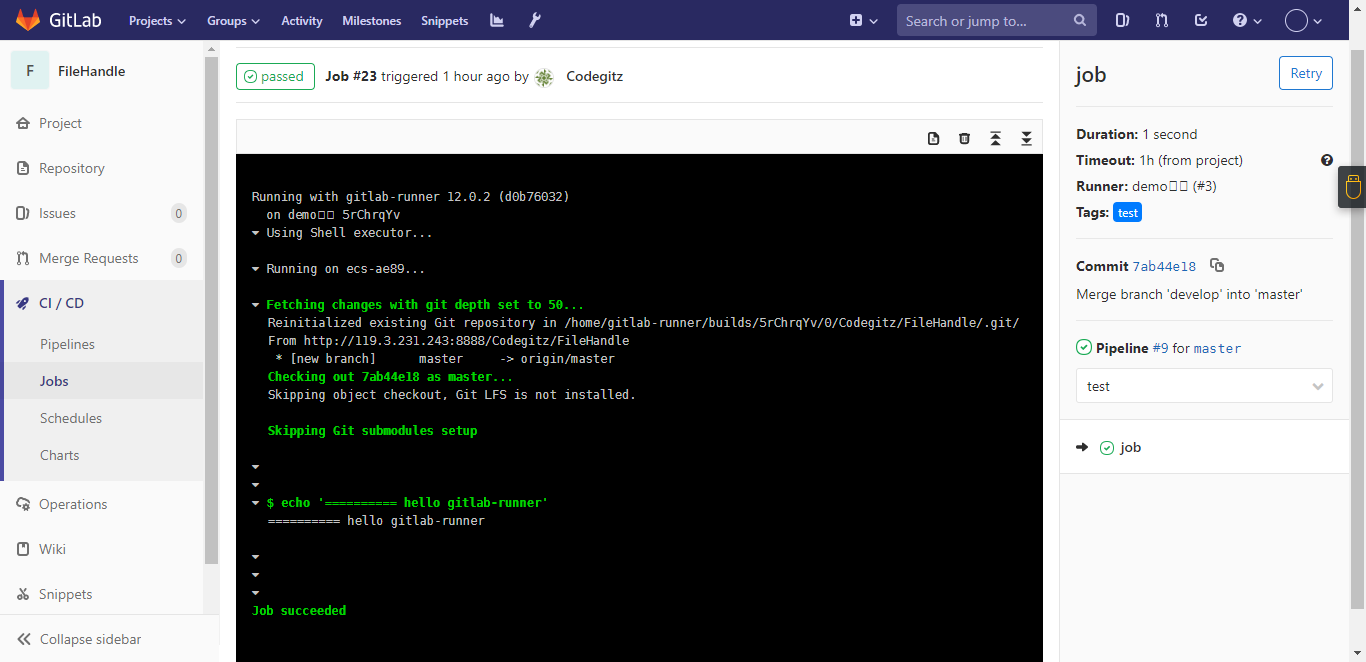 GitLab Projects Groups Activity Milestones Snippets Search or jump to...
F FileHandle
Project
Repository
Issues 0
Merge Requests 0
CI / CD
Pipelines
Jobs
Schedules
Charts
Operations
Wiki
Snippets
Collapse sidebar
passed Job #23 triggered 1 hour ago by Codegitz
Running with gitlab-runner 12.0.2 (d0b76032)
on demo▯▯ 5rChrqYv
Using Shell executor...
Running on ecs-ae89...
Fetching changes with git depth set to 50...
Reinitialized existing Git repository in /home/gitlab-runner/builds/5rChrqYv/0/Codegitz/FileHandle/.git/
From http://119.3.231.243:8888/Codegitz/FileHandle
* [new branch] master -> origin/master
Checking out 7ab44e18 as master...
Skipping object checkout, Git LFS is not installed.
Skipping Git submodules setup
$ echo '========== hello gitlab-runner'
========== hello gitlab-runner
Job succeeded
job Retry
Duration: 1 second
Timeout: 1h (from project)
Runner: demo▯▯ (#3)
Tags: test
Commit 7ab44e18
Merge branch 'develop' into 'master'
Pipeline #9 for master
test
job